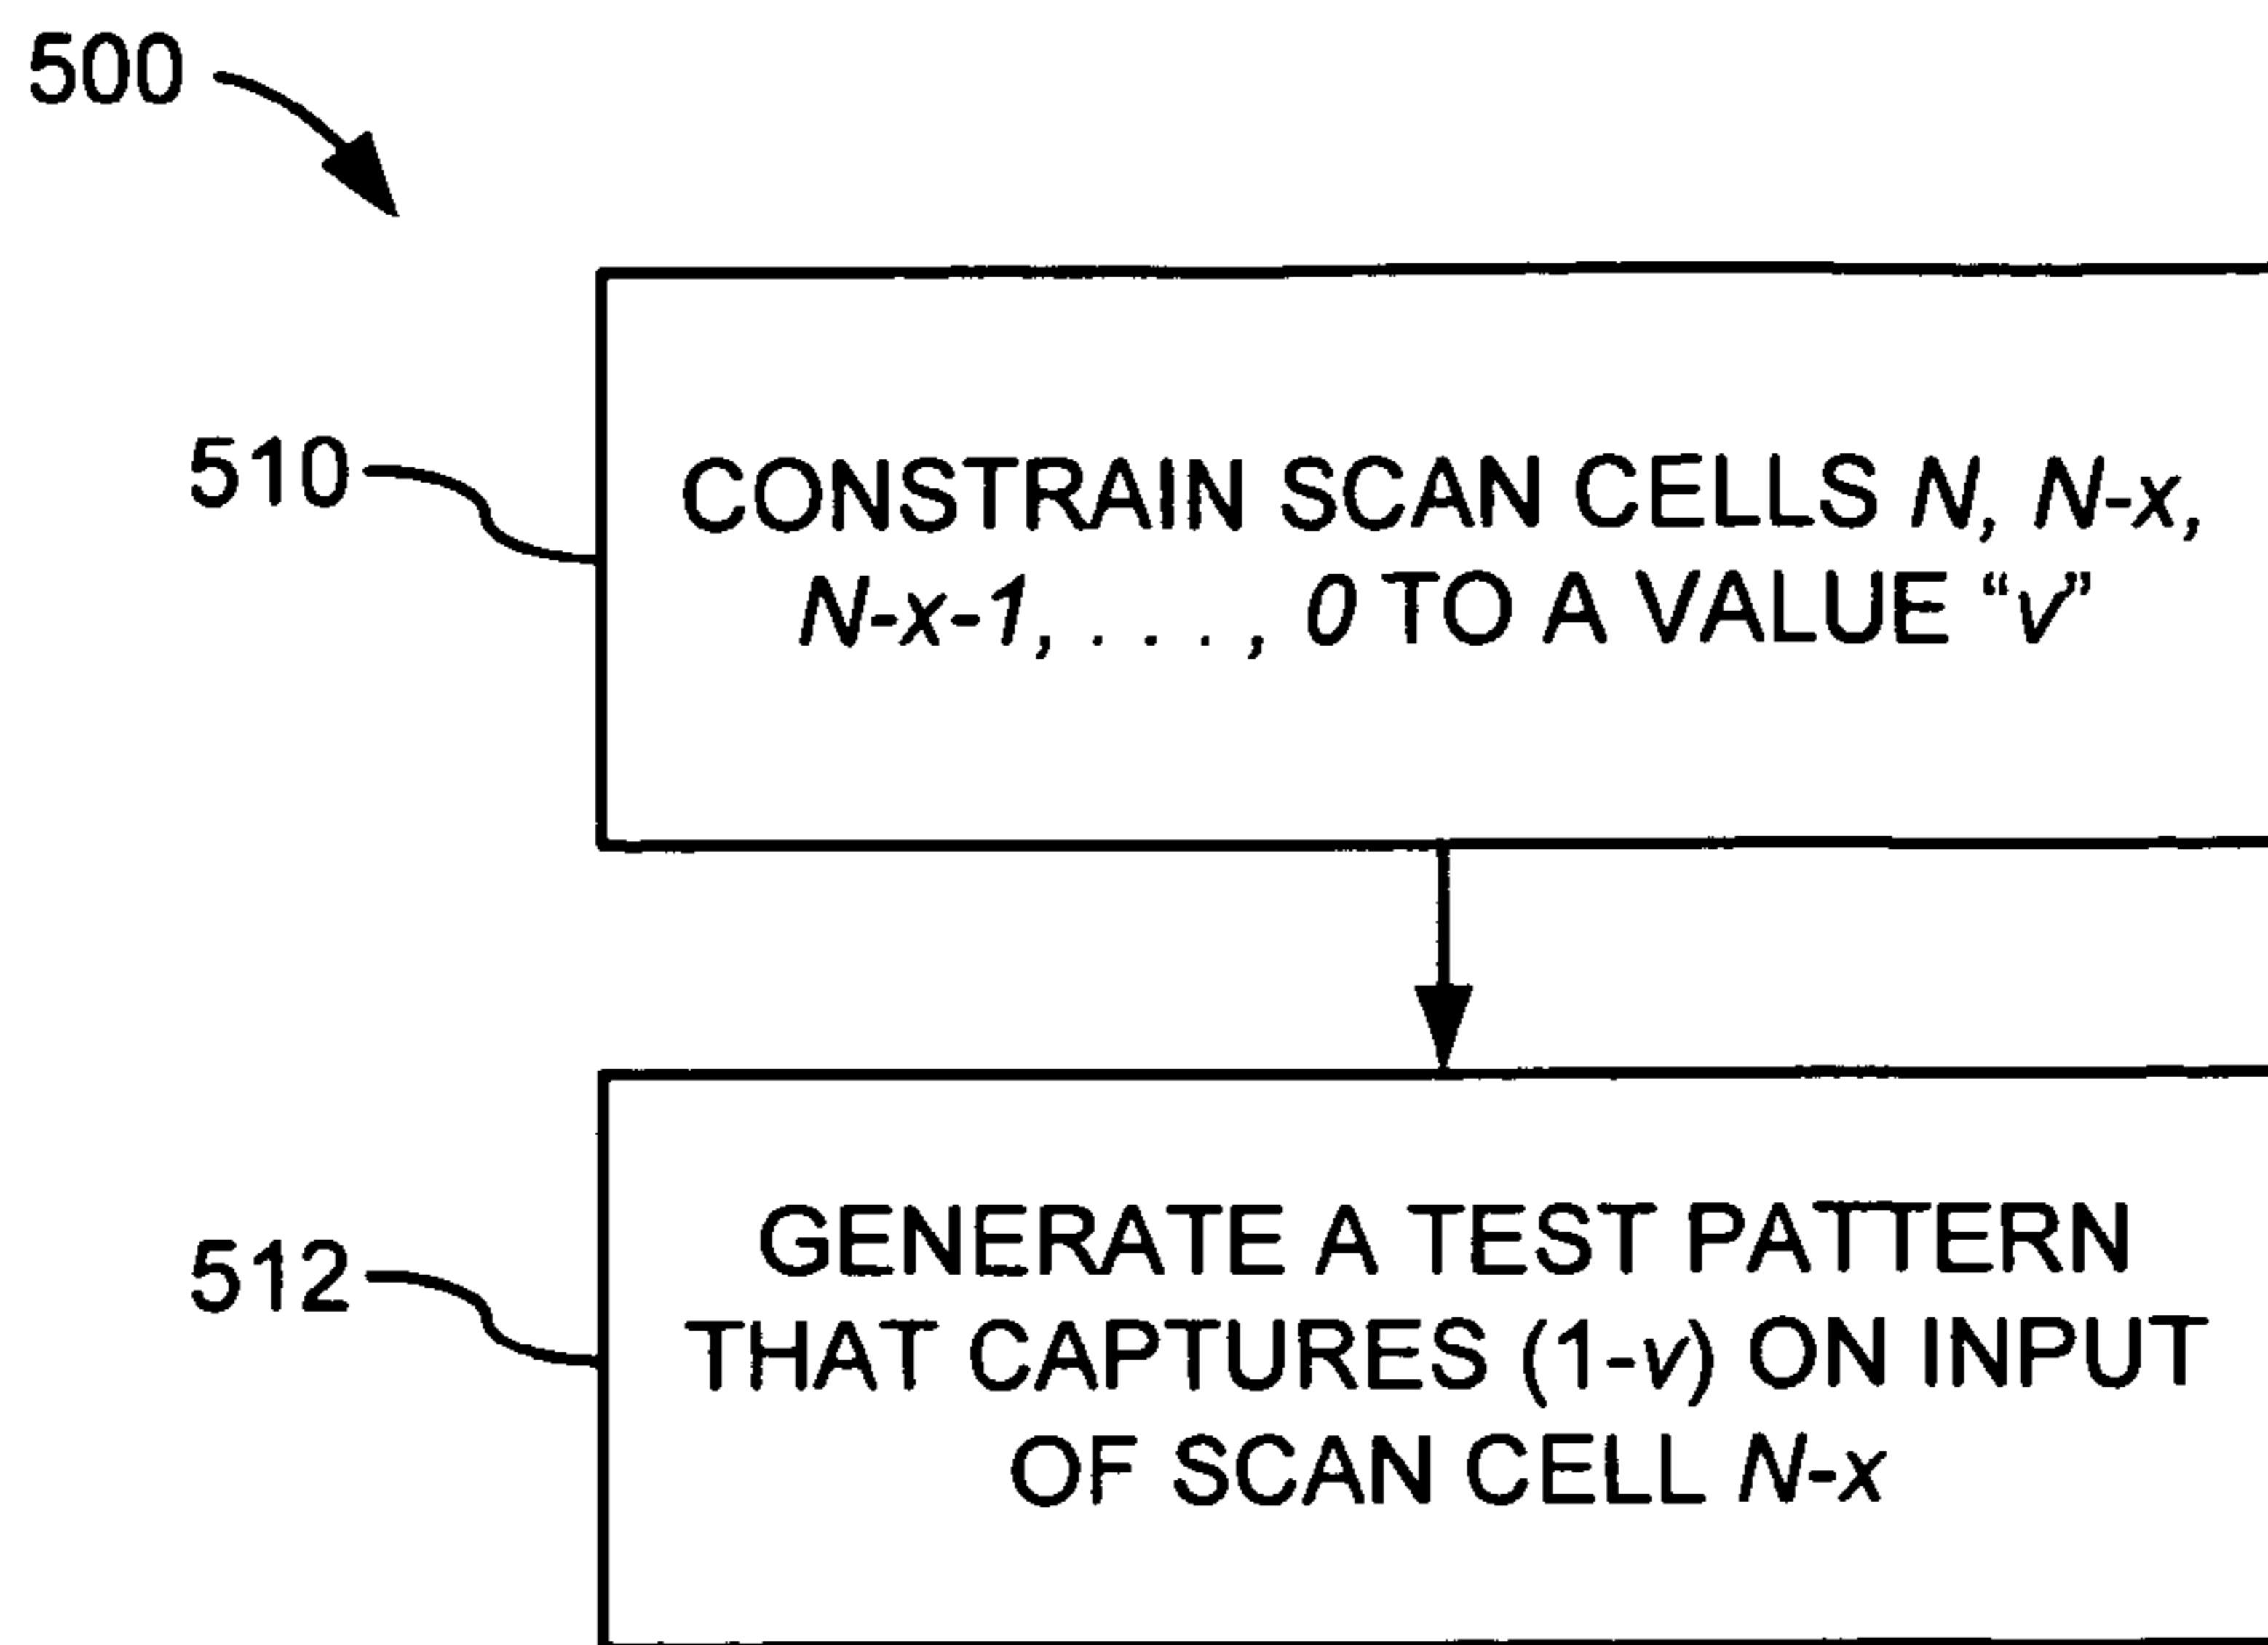 500
510
CONSTRAIN SCAN CELLS N, N-x,
N-x-1, . . . , 0 TO A VALUE “v”
512
GENERATE A TEST PATTERN
THAT CAPTURES (1-v) ON INPUT
OF SCAN CELL N-x